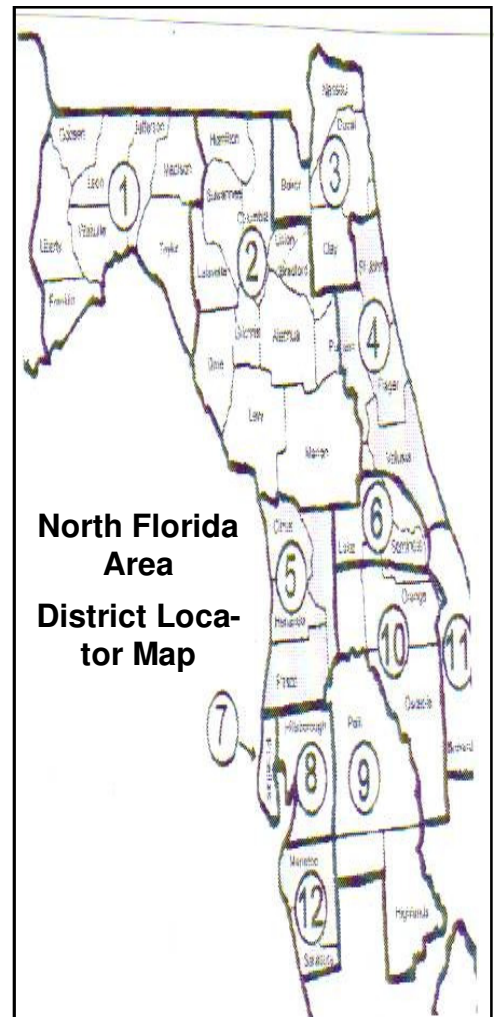 Nassau
Duval
Gadsen
Jefferson
Hamilton
Leon
Madison
Baker
3
1
Suwannee
Columbia
Liberty
Wakulla
Taylor
Union
Clay
St. Johns
2
Lafayette
Bradford
Franklin
Gilchrist
Alachua
Putnam
4
Dixie
Flagler
Levy
Marion
Volusia
6
North Florida
Area
District Loca-
tor Map
Citrus
Lake
Seminole
5
Orange
Hernando
10
11
Pasco
Osceola
7
Hillsborough
Polk
8
9
Brevard
Manatee
12
Highlands
Sarasota